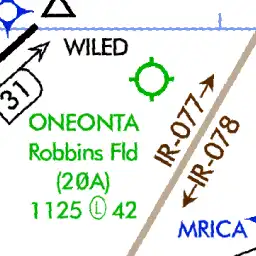 WILED
31
ONEONTA
Robbins Fld
(20A)
1125 Ⓛ 42
IR-077
IR-078
MRICA